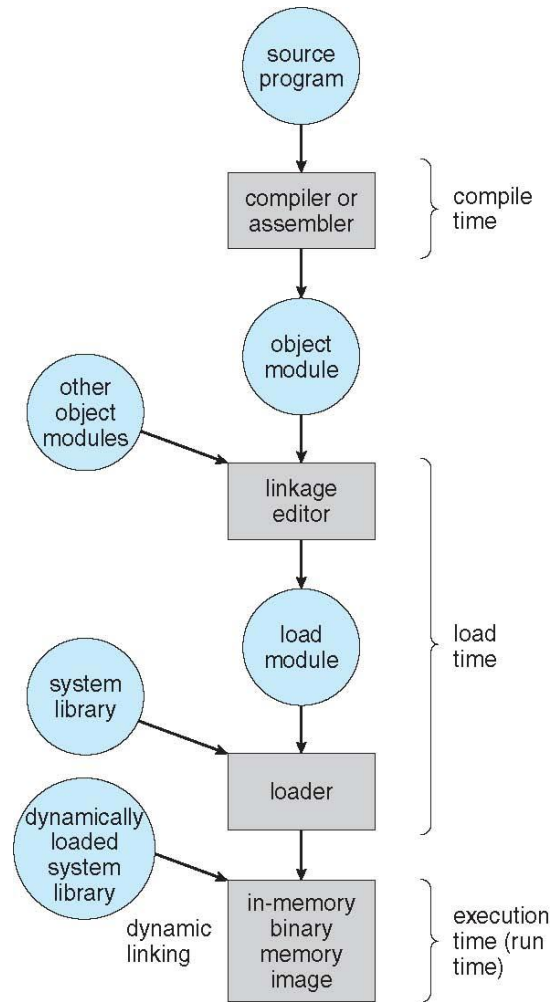 source
program
compiler or
assembler
compile
time
object
module
other
object
modules
linkage
editor
load
module
load
time
system
library
loader
dynamically
loaded
system
library
dynamic
linking
in-memory
binary
memory
image
execution
time (run
time)